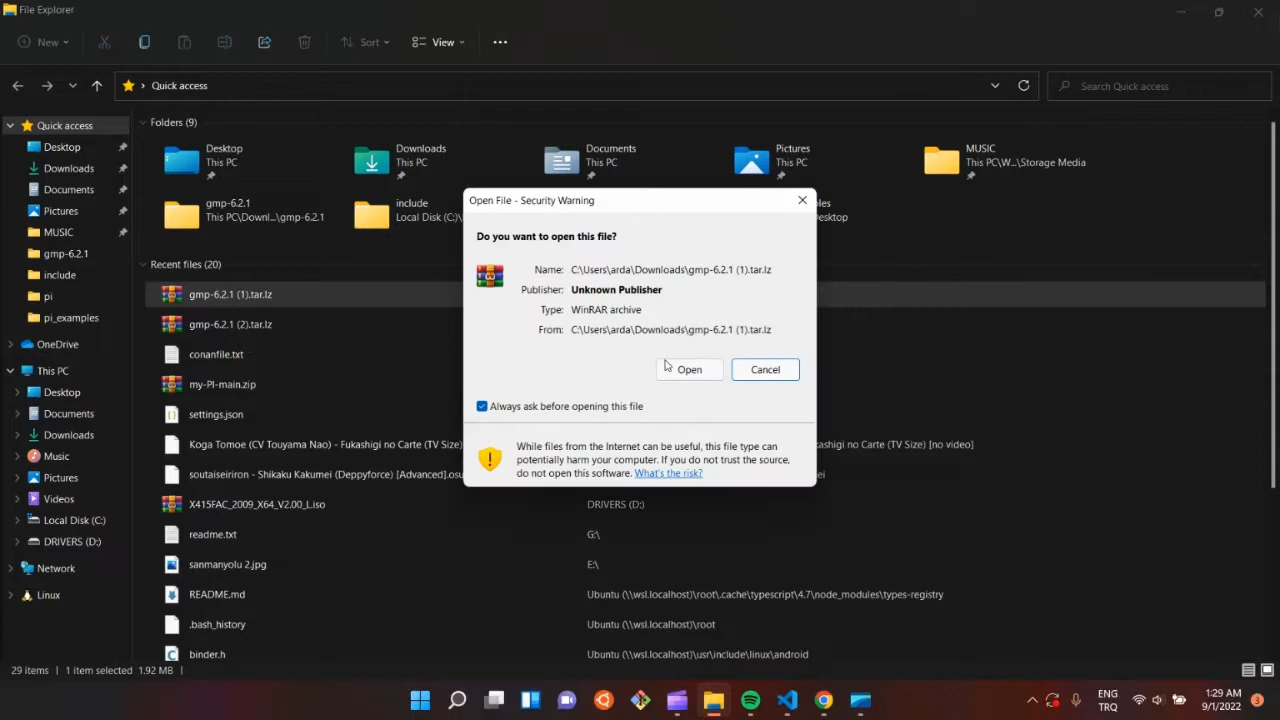 File Explorer
New
Sort
View
Quick access
Search Quick access
Quick access
Desktop
Downloads
Documents
Pictures
MUSIC
gmp-6.2.1
include
pi
pi_examples
OneDrive
This PC
Desktop
Documents
Downloads
Music
Pictures
Videos
Local Disk (C:)
DRIVERS (D:)
Network
Linux
Folders (9)
Desktop
This PC
Downloads
This PC
Documents
This PC
Pictures
This PC
MUSIC
This PC\W...\Storage Media
gmp-6.2.1
This PC\Downl...\gmp-6.2.1
include
Local Disk (C:)\
les
esktop
Recent files (20)
gmp-6.2.1 (1).tar.lz
gmp-6.2.1 (2).tar.lz
conanfile.txt
my-PI-main.zip
settings.json
Koga Tomoe (CV Touyama Nao) - Fukashigi no Carte (TV Size)
shigi no Carte (TV Size) [no video]
soutaiseiriron - Shikaku Kakumei (Deppyforce) [Advanced].osu
X415FAC_2009_X64_V2.00_L.iso
DRIVERS (D:)
readme.txt
G:\
sanmanyolu 2.jpg
E:\
README.md
Ubuntu (\\wsl.localhost)\root\.cache\typescript\4.7\node_modules\types-registry
.bash_history
Ubuntu (\\wsl.localhost)\root
binder.h
Ubuntu (\\wsl.localhost)\usr\include\linux\android
Open File - Security Warning
Do you want to open this file?
Name: C:\Users\arda\Downloads\gmp-6.2.1 (1).tar.lz
Publisher: Unknown Publisher
Type: WinRAR archive
From: C:\Users\arda\Downloads\gmp-6.2.1 (1).tar.lz
Open
Cancel
Always ask before opening this file
While files from the Internet can be useful, this file type can
potentially harm your computer. If you do not trust the source,
do not open this software. What's the risk?
29 items
1 item selected
1.92 MB
ENG
TRQ
1:29 AM
9/1/2022
3